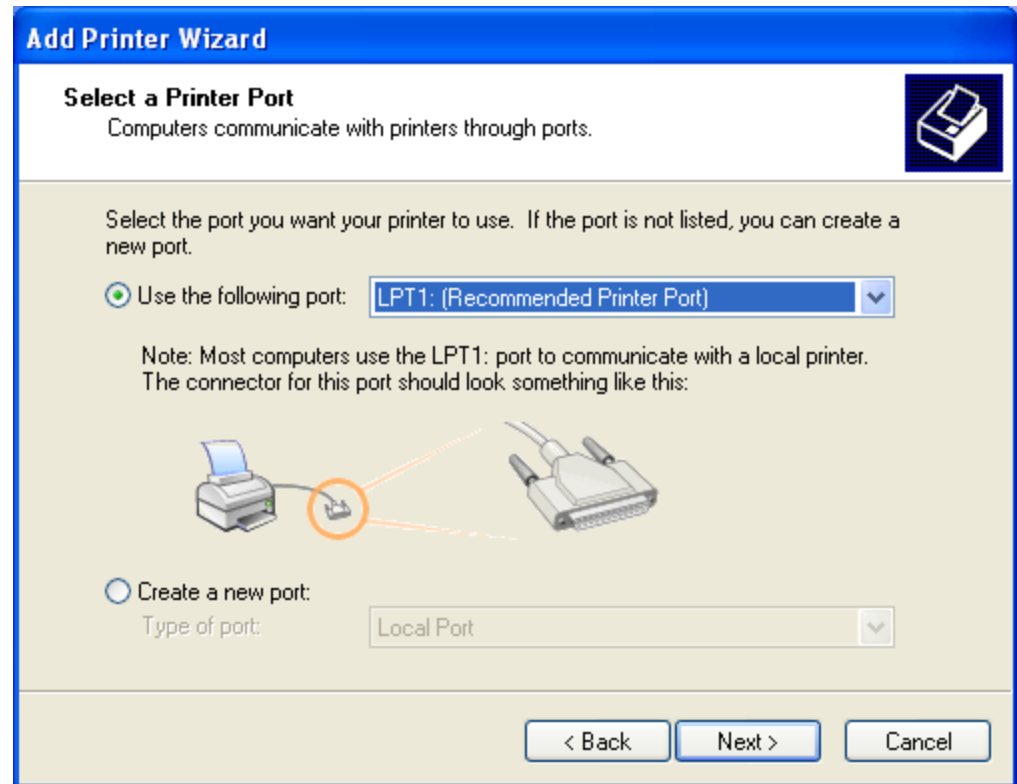 Add Printer Wizard
Select a Printer Port
Computers communicate with printers through ports.
Select the port you want your printer to use.  If the port is not listed, you can create a
new port.
Use the following port:
LPT1: (Recommended Printer Port)
Note: Most computers use the LPT1: port to communicate with a local printer.
The connector for this port should look something like this:
Create a new port:
Type of port:
Local Port
< Back
Next >
Cancel